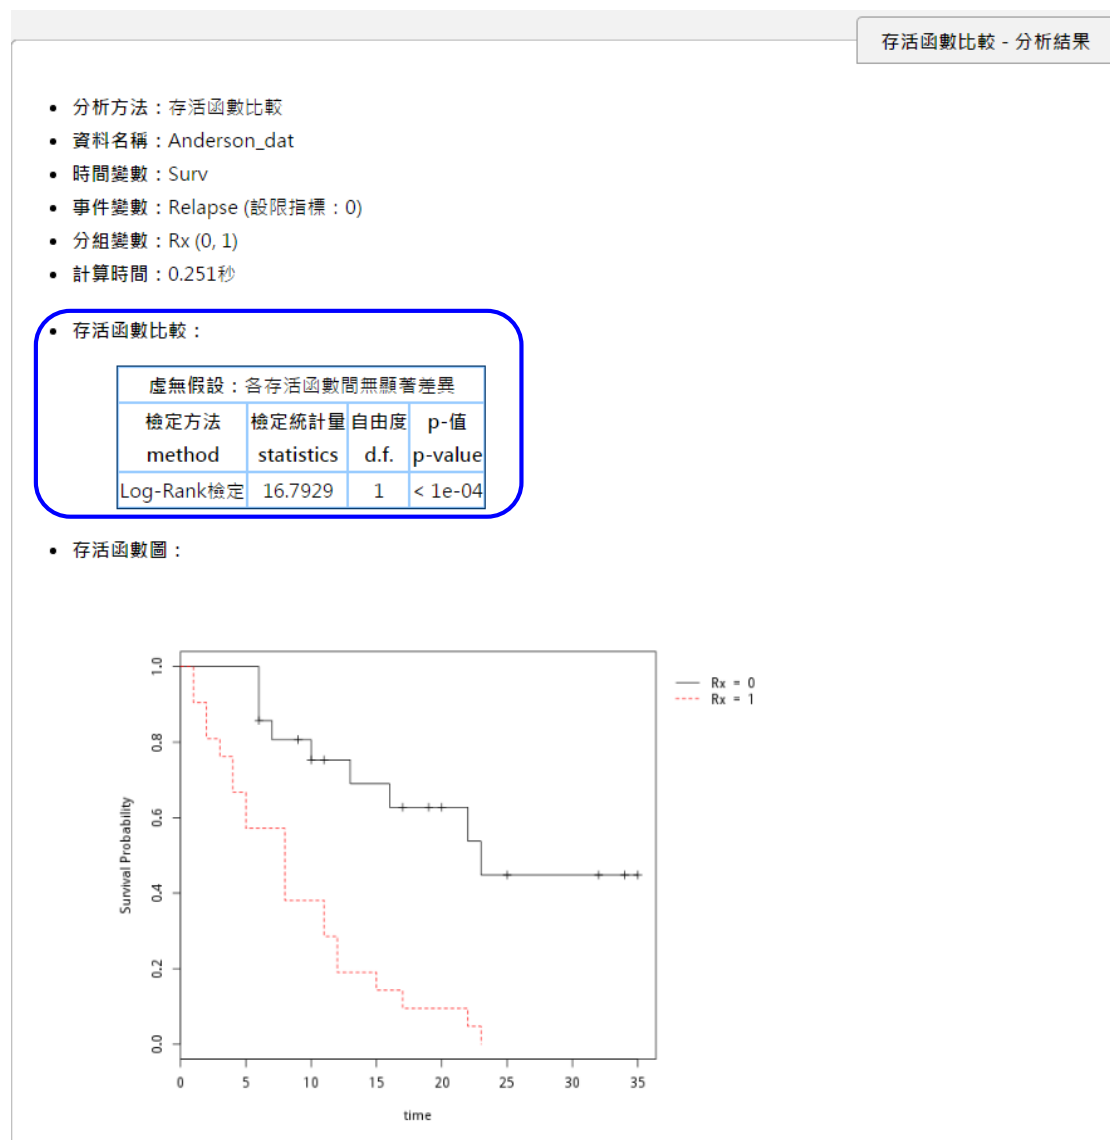 存活函數比較 - 分析結果
分析方法：存活函數比較
資料名稱：Anderson_dat
時間變數：Surv
事件變數：Relapse (設限指標：0)
分組變數：Rx (0, 1)
計算時間：0.251秒
存活函數比較：
虛無假設：各存活函數間無顯著差異
檢定方法 檢定統計量 自由度 p-值
method statistics d.f. p-value
Log-Rank檢定 16.7929 1 < 1e-04
存活函數圖：
Rx = 0
Rx = 1
1.0
0.8
0.6
0.4
0.2
0.0
Survival Probability
0 5 10 15 20 25 30 35
time